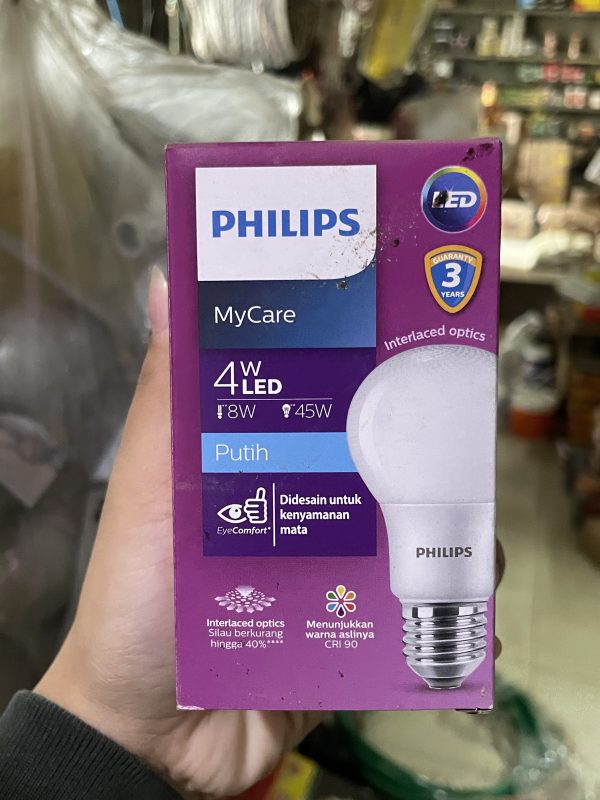 PHILIPS
LED
GUARANTY
3
YEARS
MyCare
Interlaced optics
4W
LED
8W
45W
Putih
EyeComfort*
Didesain untuk
kenyamanan
mata
PHILIPS
Interlaced optics
Silau berkurang
hingga 40%****
Menunjukkan
warna aslinya
CRI 90